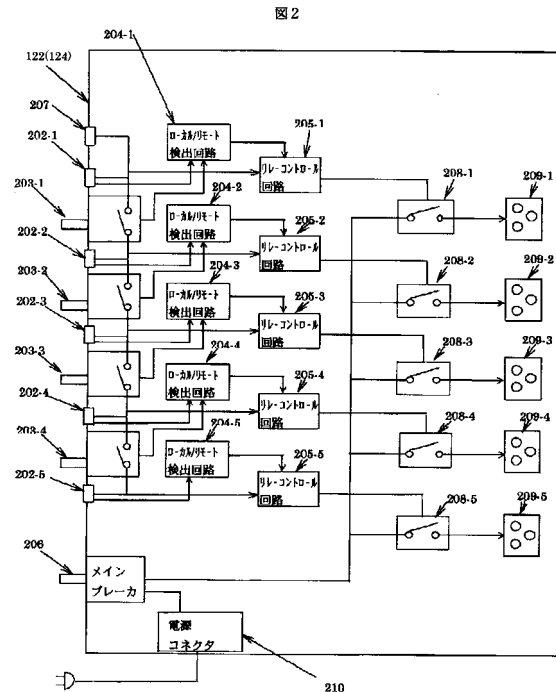 図2
204-1
122(124)
207
202-1
203-1
202-2
203-2
202-3
203-3
202-4
203-4
202-5
206
ローカル/リモート
検出回路
204-2
ローカル/リモート
検出回路
204-3
ローカル/リモート
検出回路
204-4
ローカル/リモート
検出回路
204-5
ローカル/リモート
検出回路
205-1
リレーコントロール
回路
205-2
リレーコントロール
回路
205-3
リレーコントロール
回路
205-4
リレーコントロール
回路
205-5
リレーコントロール
回路
208-1
208-2
208-3
208-4
208-5
209-1
209-2
209-3
209-4
209-5
メイン
ブレーカ
電源
コネクタ
210